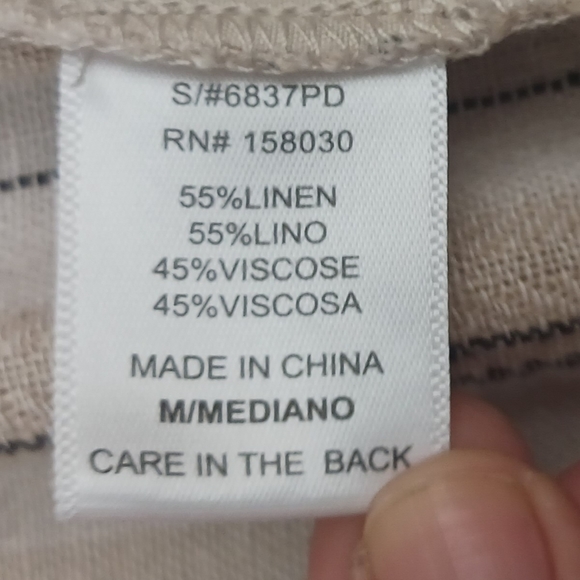 S/#6837PD
RN# 158030
55%LINEN
55%LINO
45%VISCOSE
45%VISCOSA
MADE IN CHINA
M/MEDIANO
CARE IN THE BACK